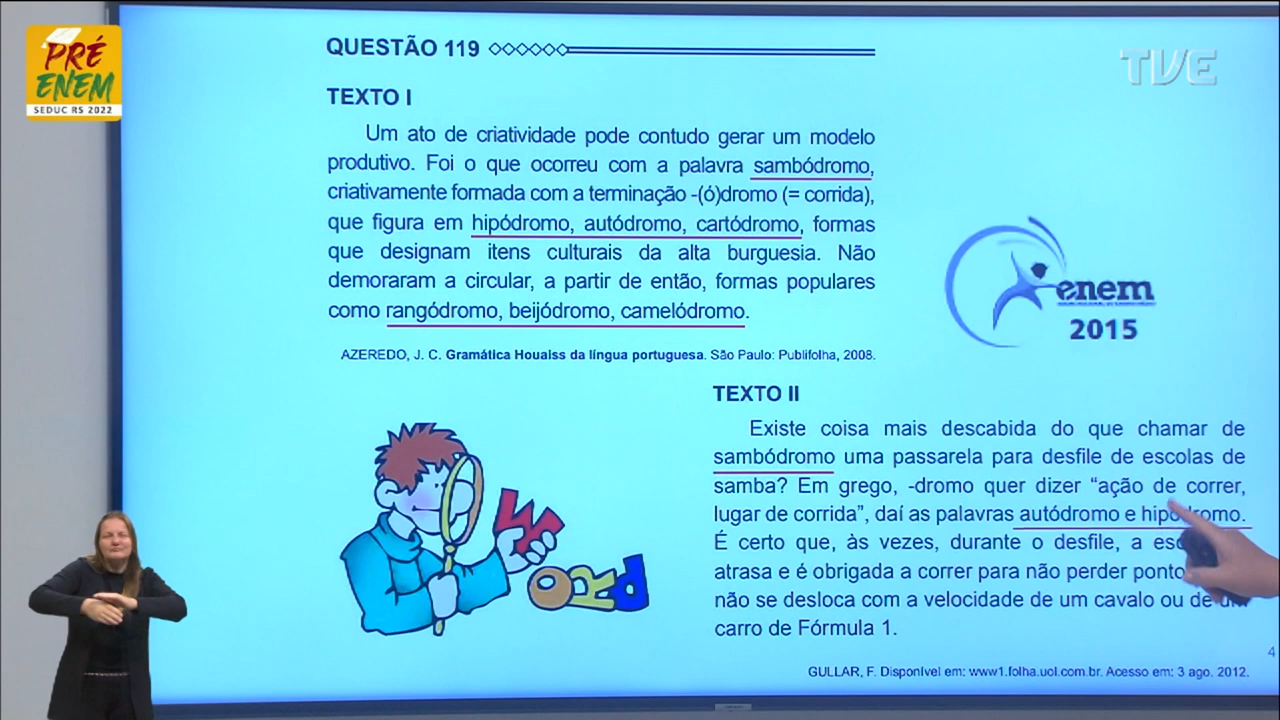 PRÉ
ENEM
SEDUC RS 2022
TVE
QUESTÃO 119
TEXTO I
Um ato de criatividade pode contudo gerar um modelo
produtivo. Foi o que ocorreu com a palavra sambódromo,
criativamente formada com a terminação -(ó)dromo (= corrida),
que figura em hipódromo, autódromo, cartódromo, formas
que designam itens culturais da alta burguesia. Não
demoraram a circular, a partir de então, formas populares
como rangódromo, beijódromo, camelódromo.
AZEREDO, J. C. Gramática Houaiss da língua portuguesa. São Paulo: Publifolha, 2008.
enem
2015
W
ORD
TEXTO II
Existe coisa mais descabida do que chamar de
sambódromo uma passarela para desfile de escolas de
samba? Em grego, -dromo quer dizer “ação de correr,
lugar de corrida”, daí as palavras autódromo e hipódromo.
É certo que, às vezes, durante o desfile, a
atrasa e é obrigada a correr para não perder
não se desloca com a velocidade de um cavalo ou de um
carro de Fórmula 1.
4
GULLAR, F. Disponível em: www1.folha.uol.com.br. Acesso em: 3 ago. 2012.